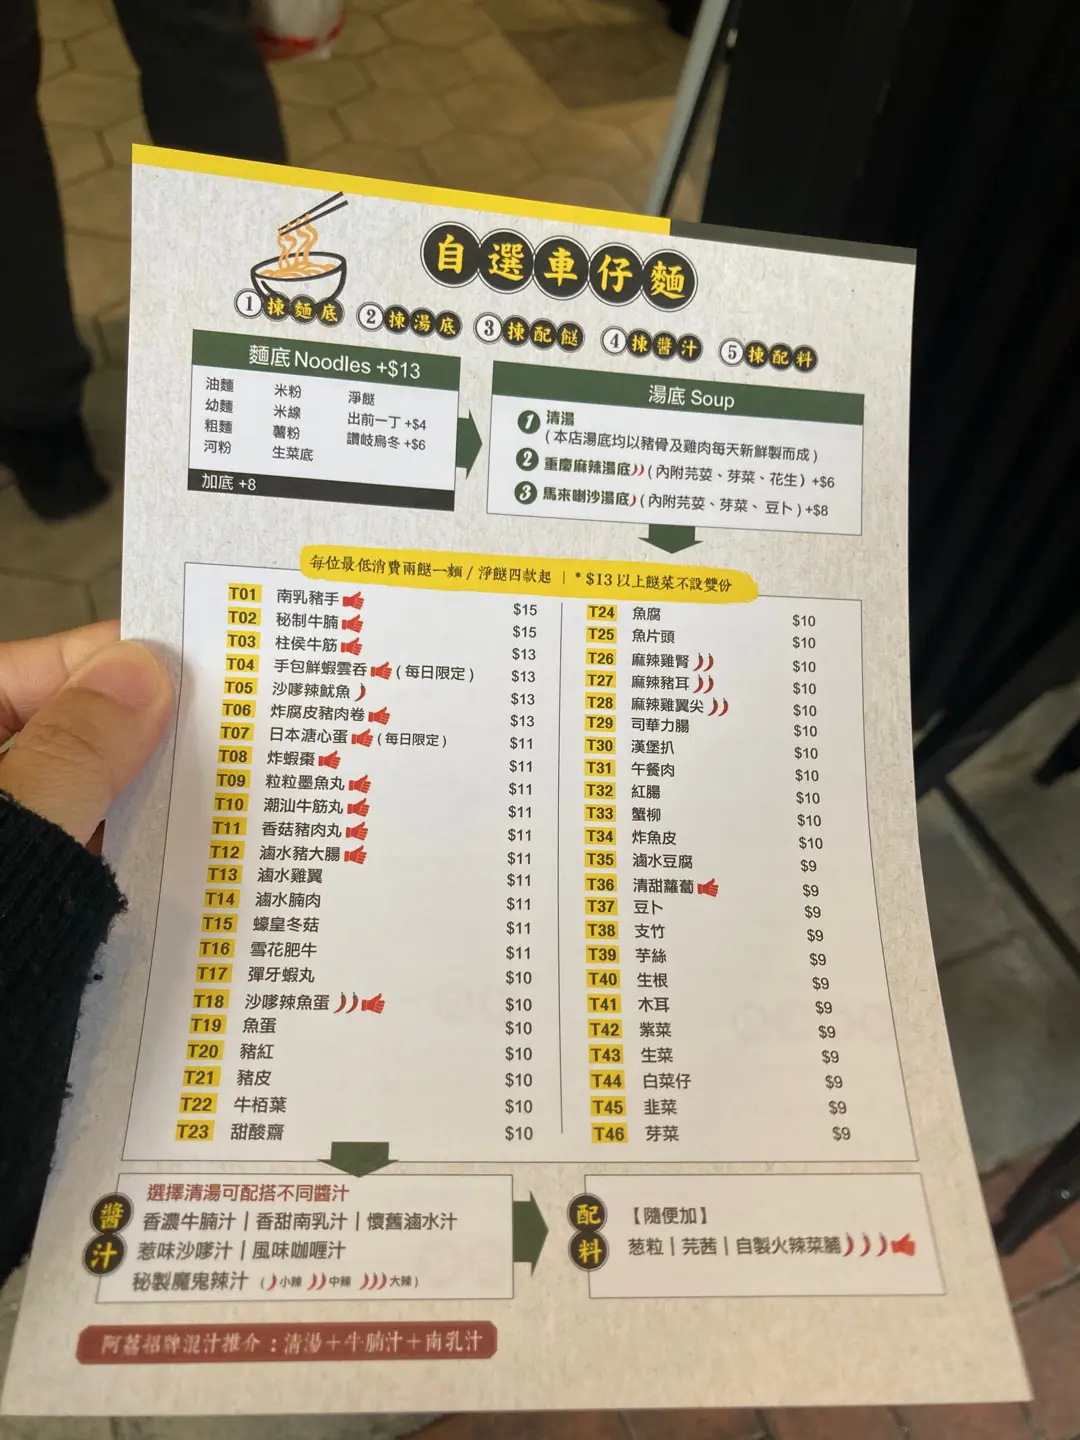 自選車仔麵
1 揀麵底 2 揀湯底 3 揀配餸 4 揀醬汁 5 揀配料
麵底 Noodles +$13
油麵 米粉 淨餸
幼麵 米線 出前一丁 +$4
粗麵 薯粉 讚岐烏冬 +$6
河粉 生菜底
加底 +8
湯底 Soup
1 清湯
(本店湯底均以豬骨及雞肉每天新鮮製而成)
2 重慶麻辣湯底 (內附芫荽、芽菜、花生) +$6
3 馬來喇沙湯底 (內附芫荽、芽菜、豆卜) +$8
每位最低消費兩餸一麵 / 淨餸四款起 | * $13 以上餸菜不設雙份
T01 南乳豬手 $15
T02 秘制牛腩 $15
T03 柱侯牛筋 $13
T04 手包鮮蝦雲吞 (每日限定) $13
T05 沙嗲辣魷魚 $13
T06 炸腐皮豬肉卷 $13
T07 日本溏心蛋 (每日限定) $11
T08 炸蝦棗 $11
T09 粒粒墨魚丸 $11
T10 潮汕牛筋丸 $11
T11 香菇豬肉丸 $11
T12 滷水豬大腸 $11
T13 滷水雞翼 $11
T14 滷水腩肉 $11
T15 蠔皇冬菇 $11
T16 雪花肥牛 $11
T17 彈牙蝦丸 $10
T18 沙嗲辣魚蛋 $10
T19 魚蛋 $10
T20 豬紅 $10
T21 豬皮 $10
T22 牛栢葉 $10
T23 甜酸齋 $10
T24 魚腐 $10
T25 魚片頭 $10
T26 麻辣雞腎 $10
T27 麻辣豬耳 $10
T28 麻辣雞翼尖 $10
T29 司華力腸 $10
T30 漢堡扒 $10
T31 午餐肉 $10
T32 紅腸 $10
T33 蟹柳 $10
T34 炸魚皮 $10
T35 滷水豆腐 $9
T36 清甜蘿蔔 $9
T37 豆卜 $9
T38 支竹 $9
T39 芋絲 $9
T40 生根 $9
T41 木耳 $9
T42 紫菜 $9
T43 生菜 $9
T44 白菜仔 $9
T45 韭菜 $9
T46 芽菜 $9
醬汁
選擇清湯可配搭不同醬汁
香濃牛腩汁 | 香甜南乳汁 | 懷舊滷水汁
惹味沙嗲汁 | 風味咖喱汁
秘製魔鬼辣汁 (小辣 中辣 大辣)
配料
【隨便加】
葱粒 | 芫茜 | 自製火辣菜脯
阿荔招牌混汁推介:清湯+牛腩汁+南乳汁